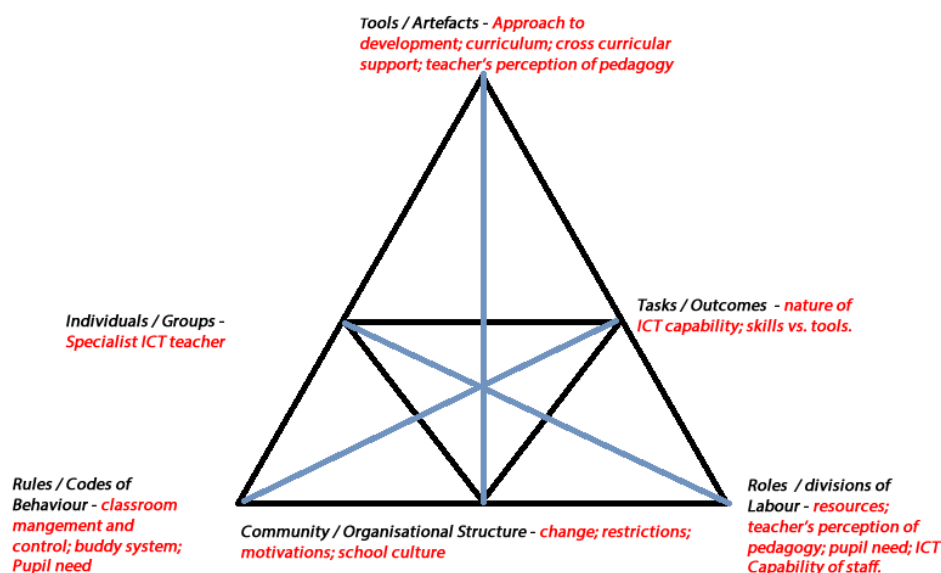 Tools / Artefacts - Approach to
development; curriculum; cross curricular
support; teacher's perception of pedagogy
Individuals / Groups -
Specialist ICT teacher
Tasks / Outcomes - nature of
ICT capability; skills vs. tools.
Rules / Codes of
Behaviour - classroom
mangement and
control; buddy system;
Pupil need
Community / Organisational Structure - change; restrictions;
motivations; school culture
Roles / divisions of
Labour - resources;
teacher's perception of
pedagogy; pupil need; ICT
Capability of staff.